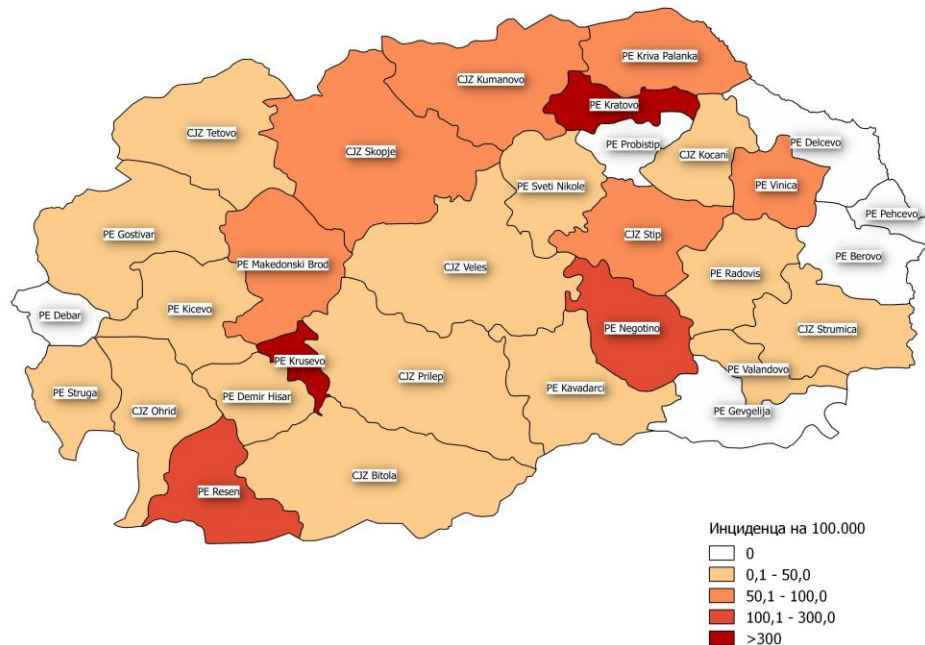 PE Kriva Palanka
CJZ Kumanovo
PE Kratovo
CJZ Tetovo
PE Probistip
PE Delcevo
CJZ Skopje
CJZ Kocani
PE Sveti Nikole
PE Vinica
PE Pehcevo
PE Gostivar
CJZ Stip
PE Makedonski Brod
CJZ Veles
PE Berovo
PE Radovis
PE Debar
PE Kicevo
PE Negotino
CJZ Strumica
PE Krusevo
PE Valandovo
CJZ Prilep
PE Struga
PE Demir Hisar
PE Kavadarci
CJZ Ohrid
PE Gevgelija
CJZ Bitola
PE Resen
Инциденца на 100.000
0
0,1 - 50,0
50,1 - 100,0
100,1 - 300,0
>300